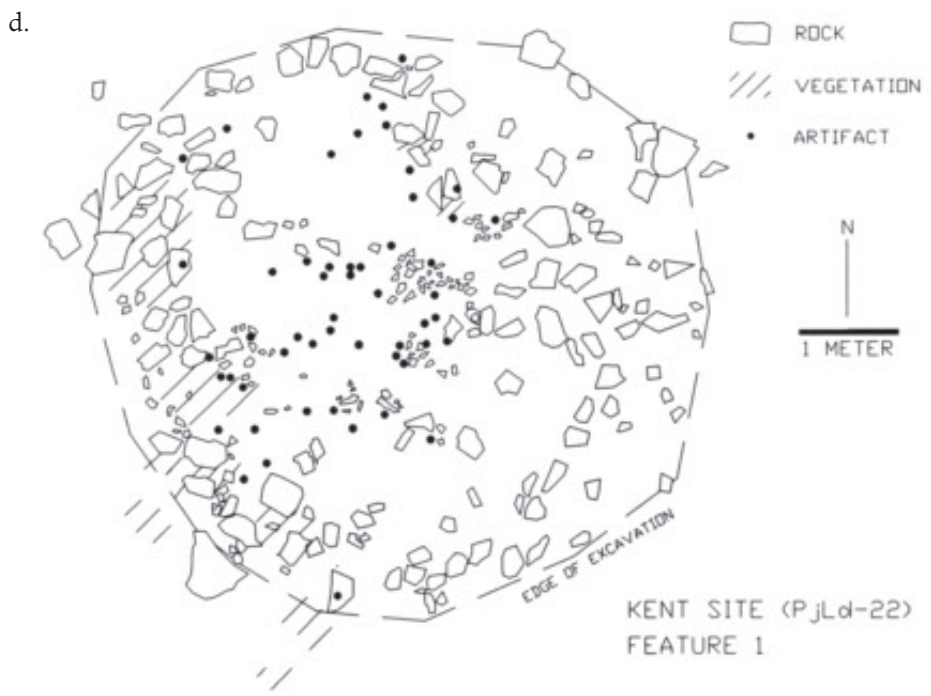 d.
ROCK
VEGETATION
ARTIFACT
N
1 METER
EDGE OF EXCAVATION
KENT SITE (PjLd-22)
FEATURE 1